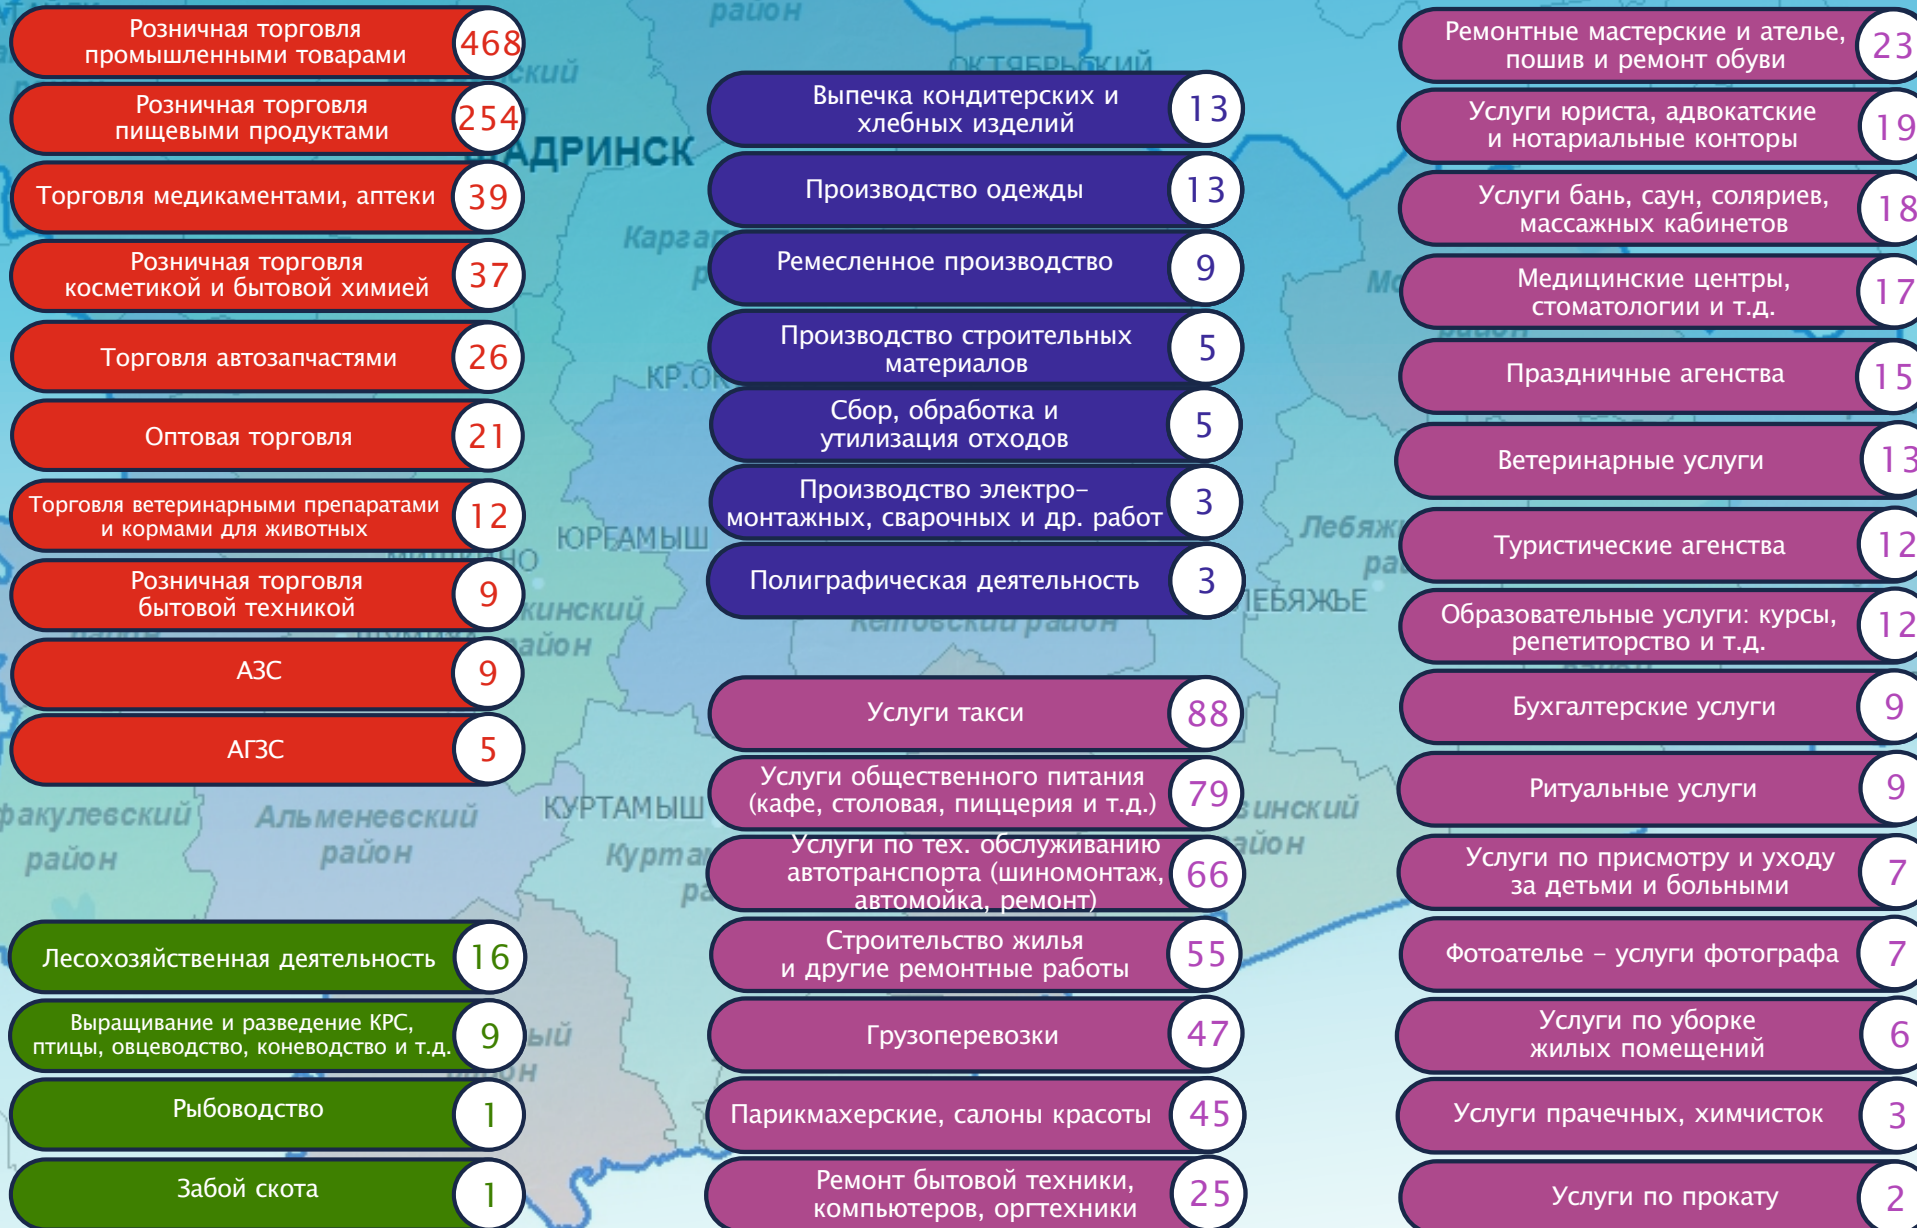 Розничная торговля
промышленными товарами
468
Розничная торговля
пищевыми продуктами
254
Торговля медикаментами, аптеки
39
Розничная торговля
косметикой и бытовой химией
37
Торговля автозапчастями
26
Оптовая торговля
21
Торговля ветеринарными препаратами
и кормами для животных
12
Розничная торговля
бытовой техникой
9
АЗС
9
АГЗС
5
Лесохозяйственная деятельность
16
Выращивание и разведение КРС,
птицы, овцеводство, коневодство и т.д.
9
Рыбоводство
1
Забой скота
1
Выпечка кондитерских и
хлебных изделий
13
Производство одежды
13
Ремесленное производство
9
Производство строительных
материалов
5
Сбор, обработка и
утилизация отходов
5
Производство электро-
монтажных, сварочных и др. работ
3
Полиграфическая деятельность
3
Услуги такси
88
Услуги общественного питания
(кафе, столовая, пиццерия и т.д.)
79
Услуги по тех. обслуживанию
автотранспорта (шиномонтаж,
автомойка, ремонт)
66
Строительство жилья
и другие ремонтные работы
55
Грузоперевозки
47
Парикмахерские, салоны красоты
45
Ремонт бытовой техники,
компьютеров, оргтехники
25
Ремонтные мастерские и ателье,
пошив и ремонт обуви
23
Услуги юриста, адвокатские
и нотариальные конторы
19
Услуги бань, саун, соляриев,
массажных кабинетов
18
Медицинские центры,
стоматологии и т.д.
17
Праздничные агенства
15
Ветеринарные услуги
13
Туристические агенства
12
Образовательные услуги: курсы,
репетиторство и т.д.
12
Бухгалтерские услуги
9
Ритуальные услуги
9
Услуги по присмотру и уходу
за детьми и больными
7
Фотоателье – услуги фотографа
7
Услуги по уборке
жилых помещений
6
Услуги прачечных, химчисток
3
Услуги по прокату
2
район
ОКТЯБРЬСКИЙ
ЮРГАМЫШ
Кетовский район
КУРТАМЫШ
Альменевский
район
район